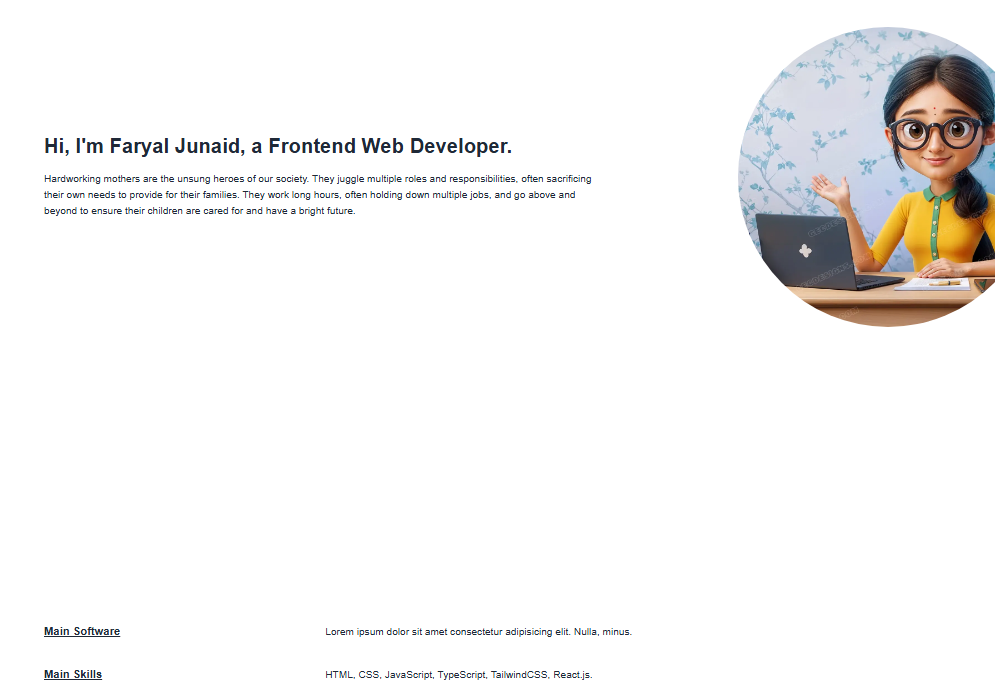 Hi, I'm Faryal Junaid, a Frontend Web Developer.
Hardworking mothers are the unsung heroes of our society. They juggle multiple roles and responsibilities, often sacrificing
their own needs to provide for their families. They work long hours, often holding down multiple jobs, and go above and
beyond to ensure their children are cared for and have a bright future.
Main Software
Lorem ipsum dolor sit amet consectetur adipisicing elit. Nulla, minus.
Main Skills
HTML, CSS, JavaScript, TypeScript, TailwindCSS, React.js.